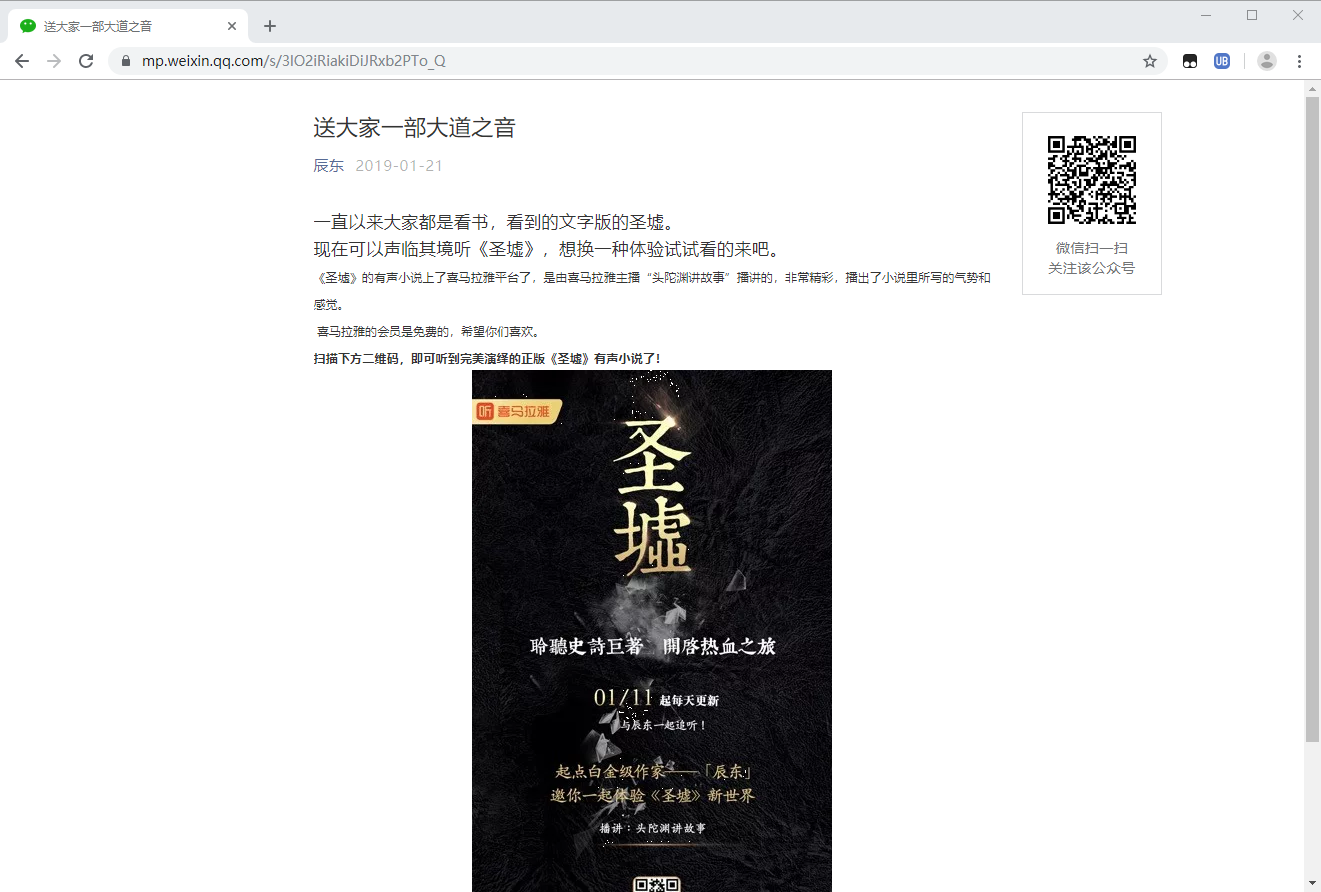 送大家一部大道之音
mp.weixin.qq.com/s/3IO2iRiakiDiJRxb2PTo_Q
UB
送大家一部大道之音
辰东 2019-01-21
一直以来大家都是看书，看到的文字版的圣墟。
现在可以声临其境听《圣墟》，想换一种体验试试看的来吧。
《圣墟》的有声小说上了喜马拉雅平台了，是由喜马拉雅主播“头陀渊讲故事”播讲的，非常精彩，播出了小说里所写的气势和
感觉。
喜马拉雅的会员是免费的，希望你们喜欢。
扫描下方二维码，即可听到完美演绎的正版《圣墟》有声小说了！
微信扫一扫
关注该公众号
听 喜马拉雅
圣墟
聆聽史詩巨著 開啓热血之旅
01/11 起每天更新
与辰东一起追听！
起点白金级作家——「辰东」
邀你一起体验《圣墟》新世界
播讲：头陀渊讲故事